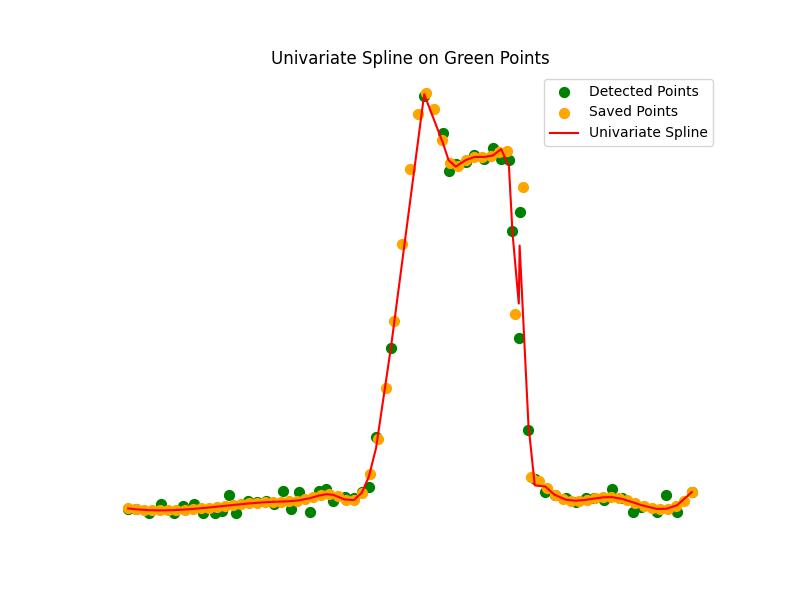 Univariate Spline on Green Points
Detected Points
Saved Points
Univariate Spline